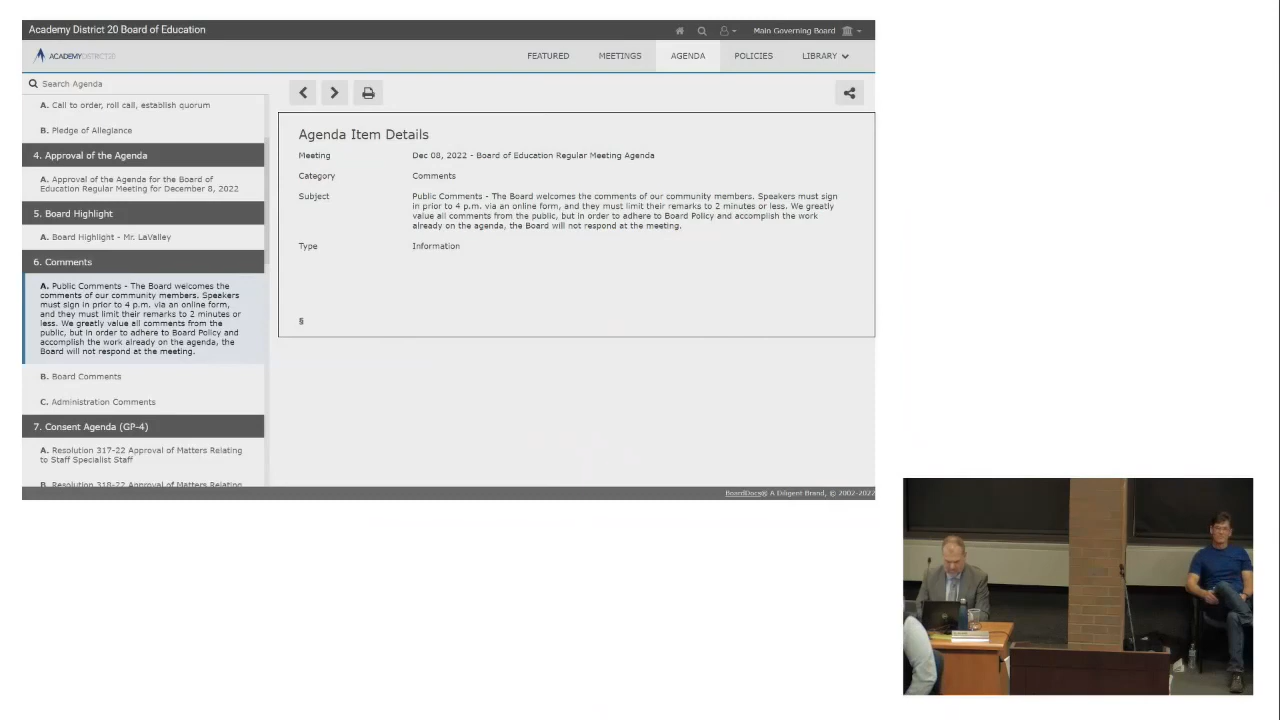 Academy District 20 Board of Education
Main Governing Board
ACADEMYDISTRICT20
FEATURED
MEETINGS
AGENDA
POLICIES
LIBRARY
Search Agenda
A. Call to order, roll call, establish quorum
B. Pledge of Allegiance
4. Approval of the Agenda
A. Approval of the Agenda for the Board of
Education Regular Meeting for December 8, 2022
5. Board Highlight
A. Board Highlight - Mr. LaValley
6. Comments
A. Public Comments - The Board welcomes the
comments of our community members. Speakers
must sign in prior to 4 p.m. via an online form,
and they must limit their remarks to 2 minutes or
less. We greatly value all comments from the
public, but in order to adhere to Board Policy and
accomplish the work already on the agenda, the
Board will not respond at the meeting.
B. Board Comments
C. Administration Comments
7. Consent Agenda (GP-4)
A. Resolution 317-22 Approval of Matters Relating
to Staff Specialist Staff
B. Resolution 318-22 Approval of Matters Relating
Agenda Item Details
Meeting Dec 08, 2022 - Board of Education Regular Meeting Agenda
Category Comments
Subject Public Comments - The Board welcomes the comments of our community members. Speakers must sign
in prior to 4 p.m. via an online form, and they must limit their remarks to 2 minutes or less. We greatly
value all comments from the public, but in order to adhere to Board Policy and accomplish the work
already on the agenda, the Board will not respond at the meeting.
Type Information
§
BoardDocs® A Diligent Brand, © 2002-2022